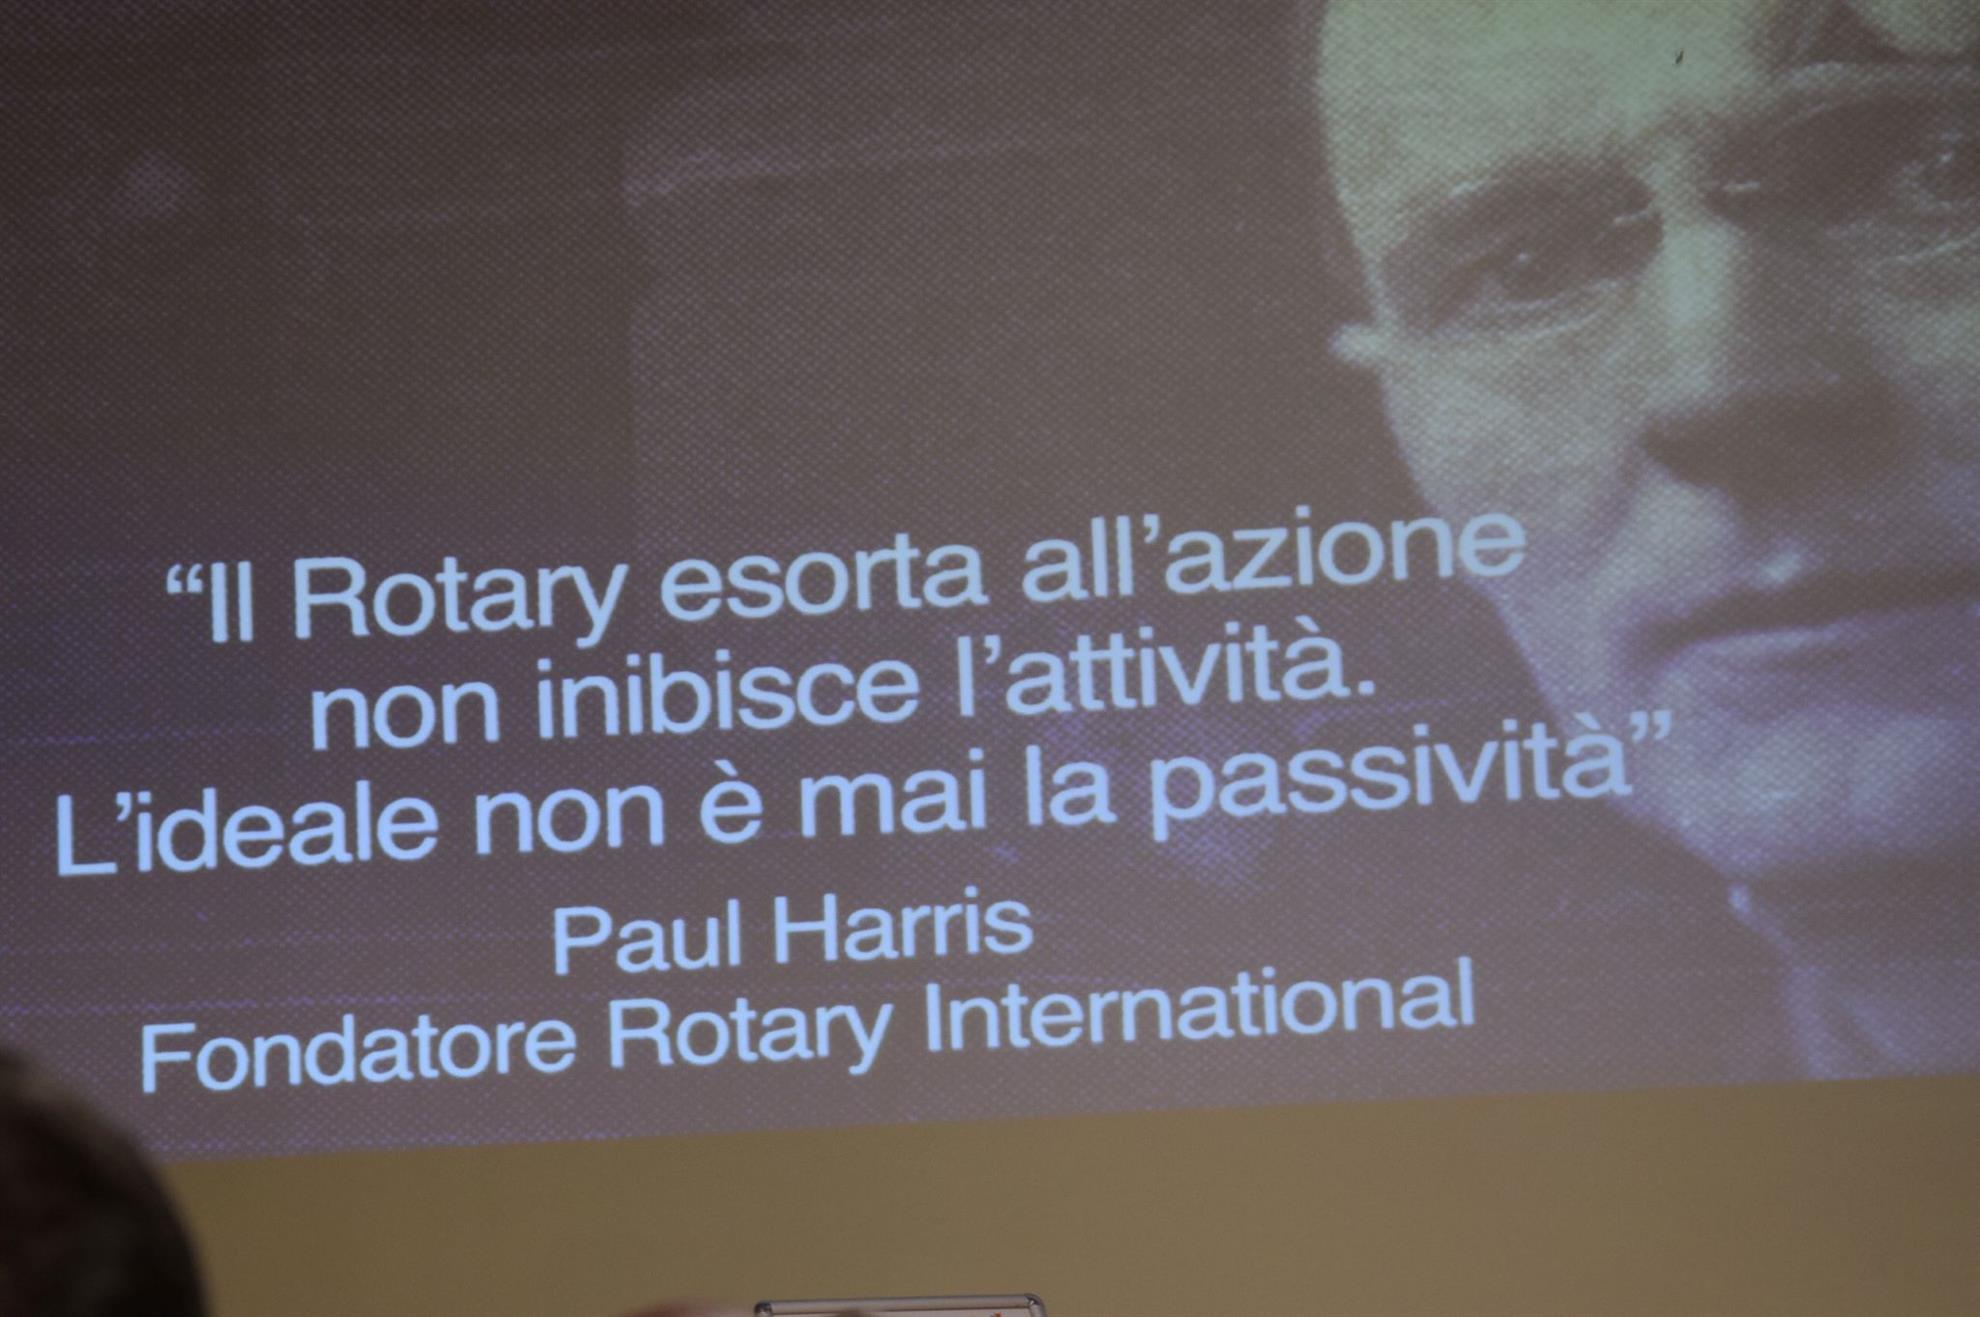 “Il Rotary esorta all’azione
non inibisce l’attività.
L’ideale non è mai la passività”
Paul Harris
Fondatore Rotary International